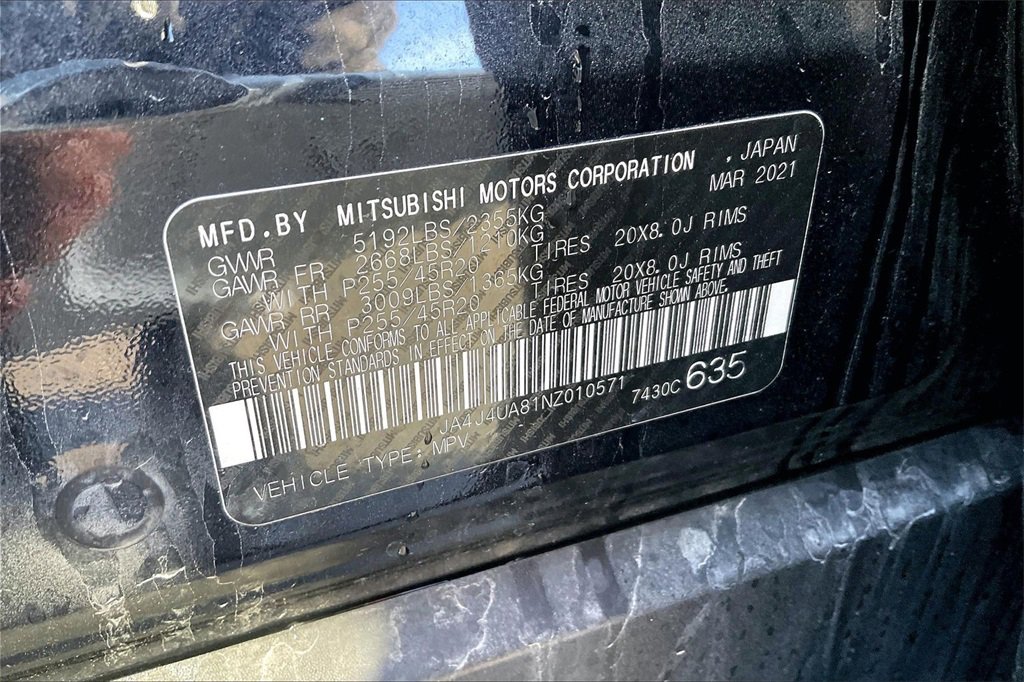 MFD.BY MITSUBISHI MOTORS CORPORATION . JAPAN
GVWR 5192LBS/2355KG MAR 2021
GAWR FR 2668LBS/1210KG
WITH P255/45R20 TIRES 20X8.0J RIMS
GAWR RR 3009LBS/1365KG
WITH P255/45R20 TIRES 20X8.0J RIMS
THIS VEHICLE CONFORMS TO ALL APPLICABLE FEDERAL MOTOR VEHICLE SAFETY AND THEFT
PREVENTION STANDARDS IN EFFECT ON THE DATE OF MANUFACTURE SHOWN ABOVE.
JA4J4UA81NZ010571 7430C 635
VEHICLE TYPE: MPV